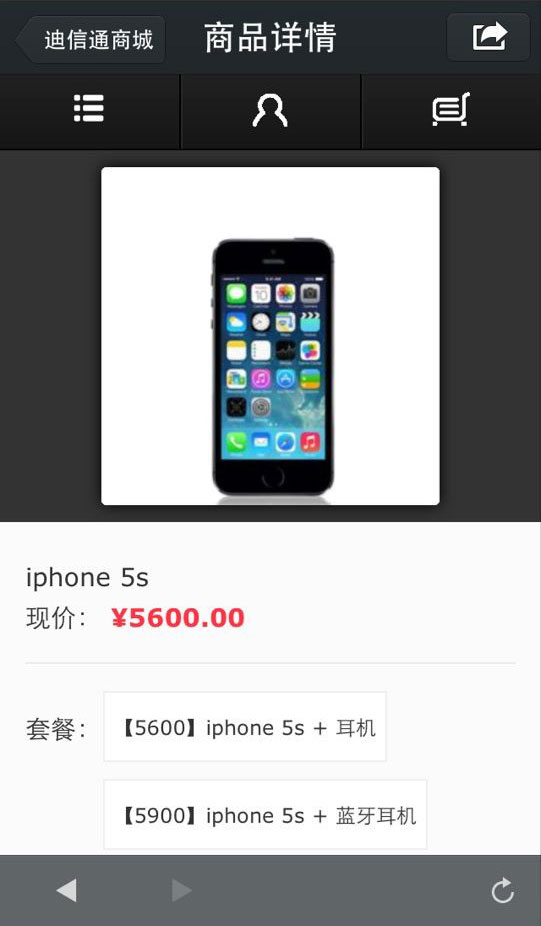 迪信通商城
商品详情
iphone 5s
现价： ¥5600.00
套餐：
【5600】iphone 5s + 耳机
【5900】iphone 5s + 蓝牙耳机